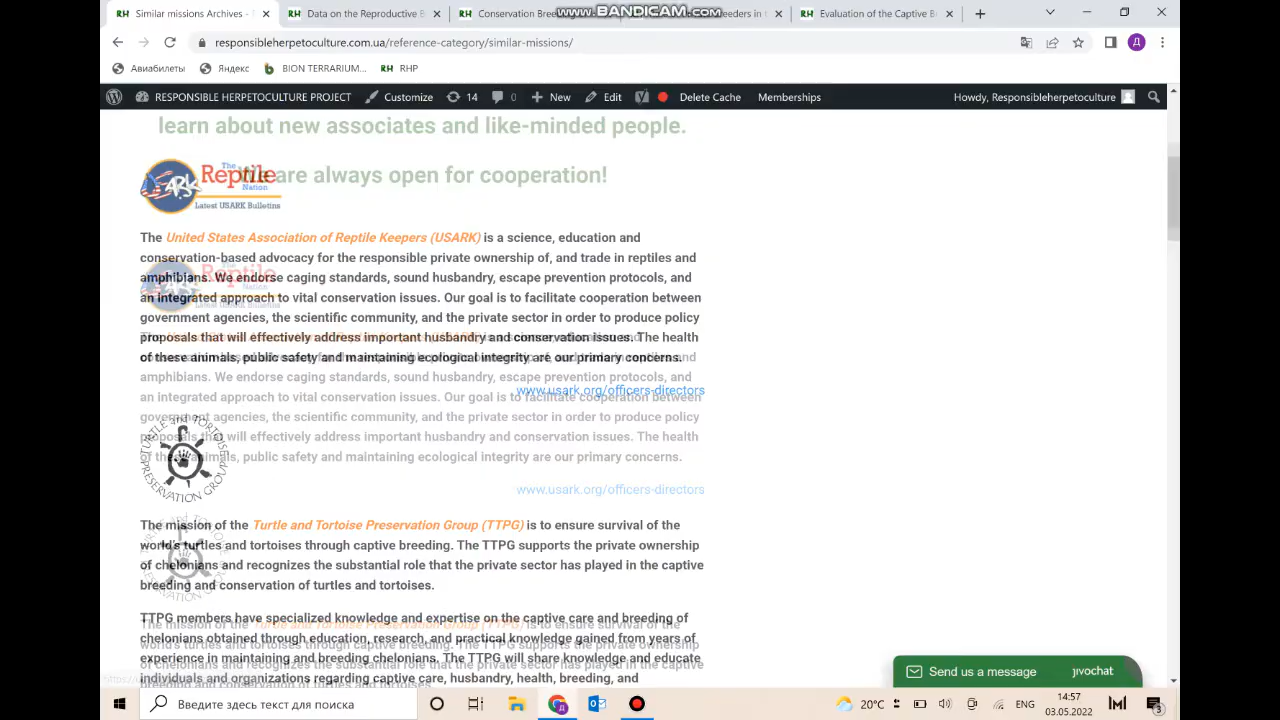 Similar missions Archives -
Data on the Reproductive B
Conservation Breeding
eeders in t
Evaluation of the Captive B
www.BANDICAM.com
responsibleherpetoculture.com.ua/reference-category/similar-missions/
Авиабилеты
Яндекс
BION TERRARIUM...
RHP
RESPONSIBLE HERPETOCULTURE PROJECT
Customize
14
0
New
Edit
Delete Cache
Memberships
Howdy, Responsibleherpetoculture
learn about new associates and like-minded people.
We are always open for cooperation!
The
Reptile
Nation
Latest USARK Bulletins
The United States Association of Reptile Keepers (USARK) is a science, education and
conservation-based advocacy for the responsible private ownership of, and trade in reptiles and
amphibians. We endorse caging standards, sound husbandry, escape prevention protocols, and
an integrated approach to vital conservation issues. Our goal is to facilitate cooperation between
government agencies, the scientific community, and the private sector in order to produce policy
proposals that will effectively address important husbandry and conservation issues. The health
of these animals, public safety and maintaining ecological integrity are our primary concerns.
www.usark.org/officers-directors
amphibians. We endorse caging standards, sound husbandry, escape prevention protocols, and
an integrated approach to vital conservation issues. Our goal is to facilitate cooperation between
government agencies, the scientific community, and the private sector in order to produce policy
proposals that will effectively address important husbandry and conservation issues. The health
of these animals, public safety and maintaining ecological integrity are our primary concerns.
www.usark.org/officers-directors
TURTLE and TORTOISE PRESERVATION GROUP
The mission of the Turtle and Tortoise Preservation Group (TTPG) is to ensure survival of the
world's turtles and tortoises through captive breeding. The TTPG supports the private ownership
of chelonians and recognizes the substantial role that the private sector has played in the captive
breeding and conservation of turtles and tortoises.
TTPG members have specialized knowledge and expertise on the captive care and breeding of
chelonians obtained through education, research, and practical knowledge gained from years of
experience in maintaining and breeding chelonians. The TTPG will share knowledge and educate
individuals and organizations regarding captive care, husbandry, health, breeding, and
Send us a message
jivochat
Введите здесь текст для поиска
20°C
ENG
14:57
03.05.2022
3